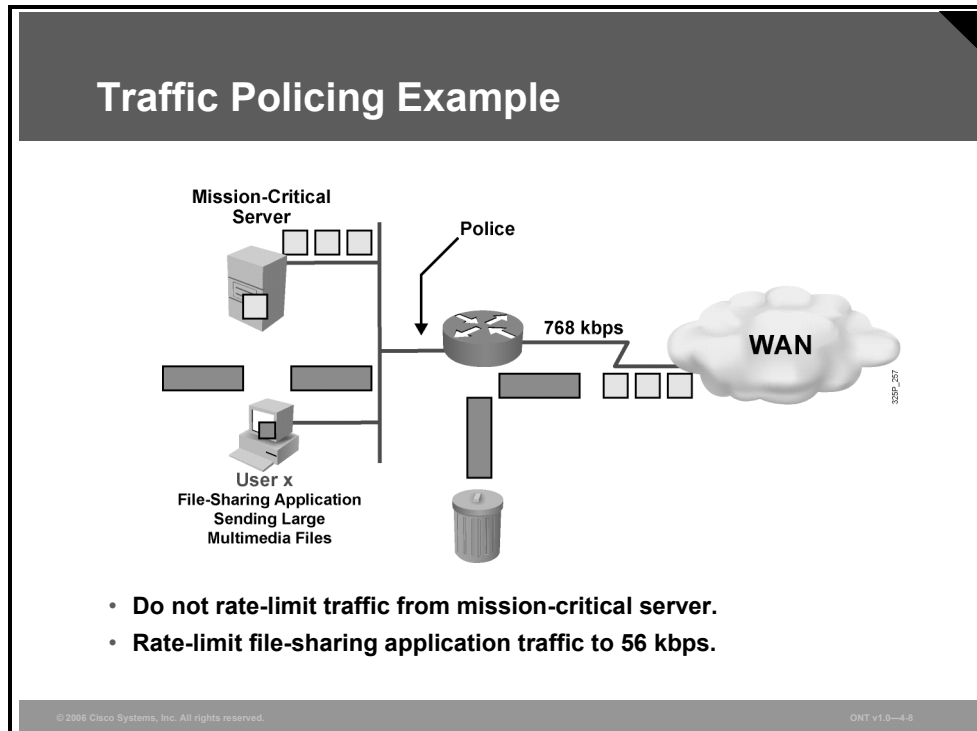 Traffic Policing Example
Mission-Critical
Server
Police
768 kbps
WAN
325P_257
User x
File-Sharing Application
Sending Large
Multimedia Files
• Do not rate-limit traffic from mission-critical server.
• Rate-limit file-sharing application traffic to 56 kbps.
© 2006 Cisco Systems, Inc. All rights reserved.
ONT v1.0—4-8